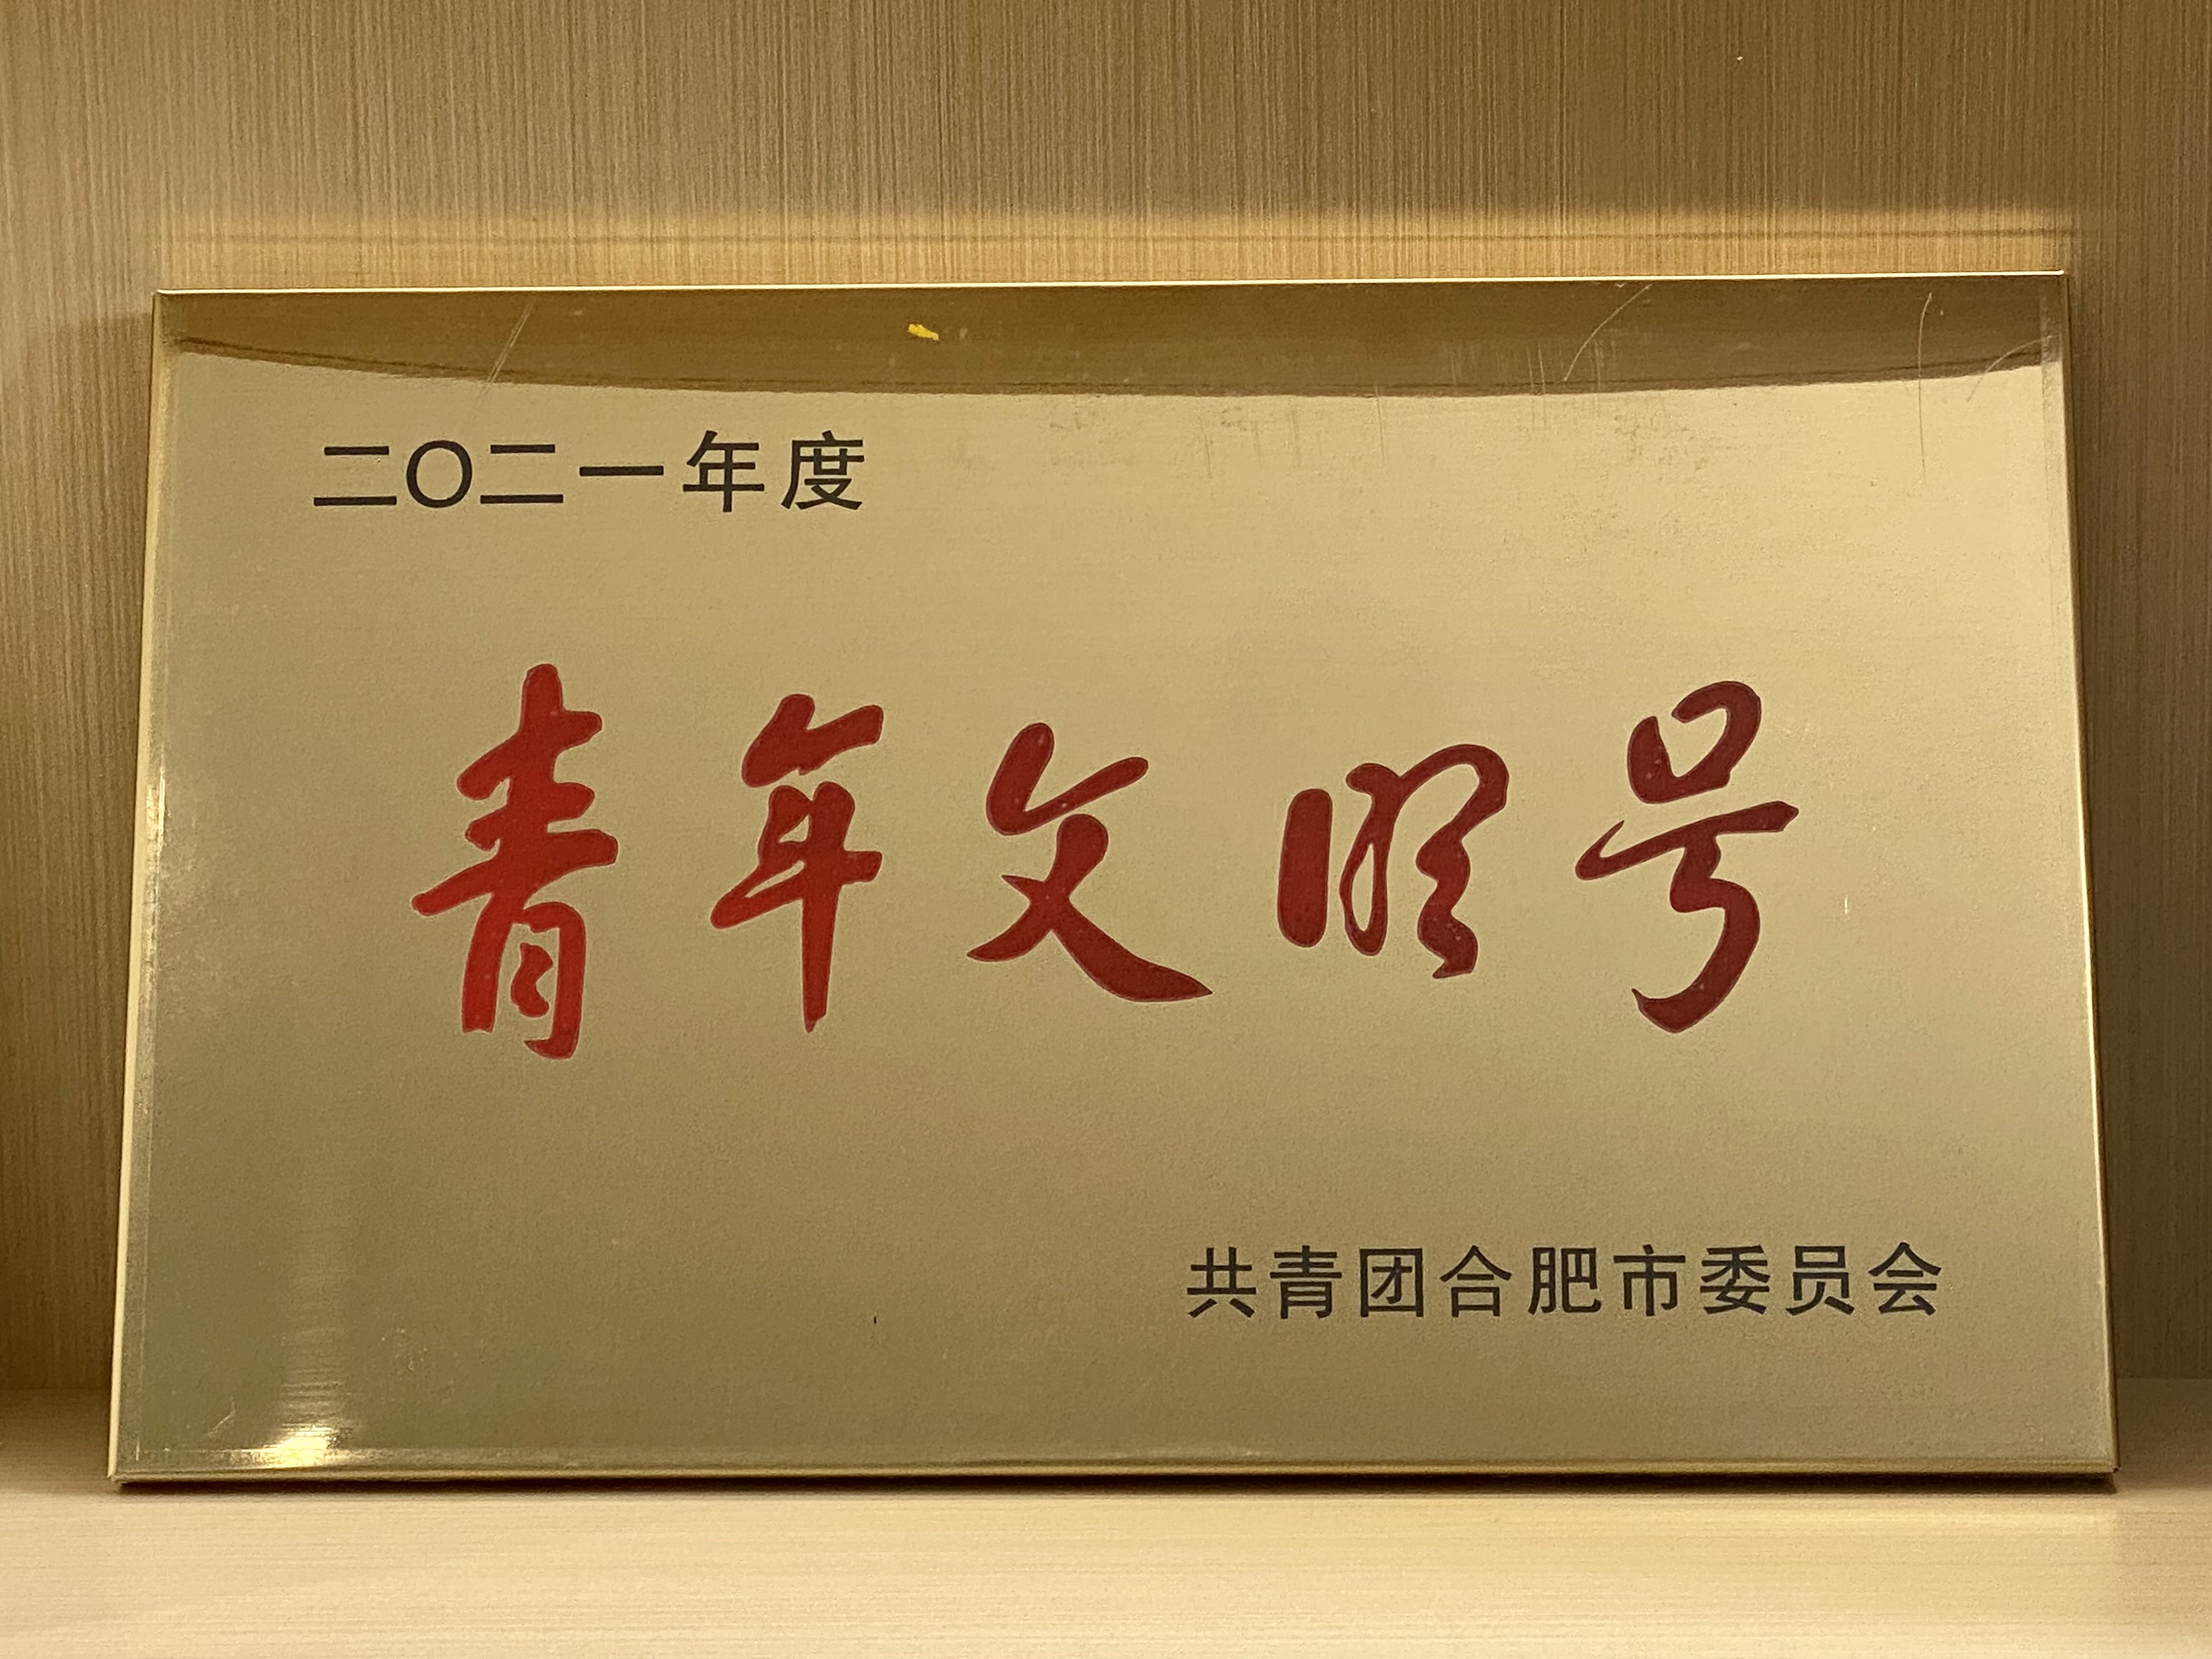 二〇二一年度
青年文明号
共青团合肥市委员会